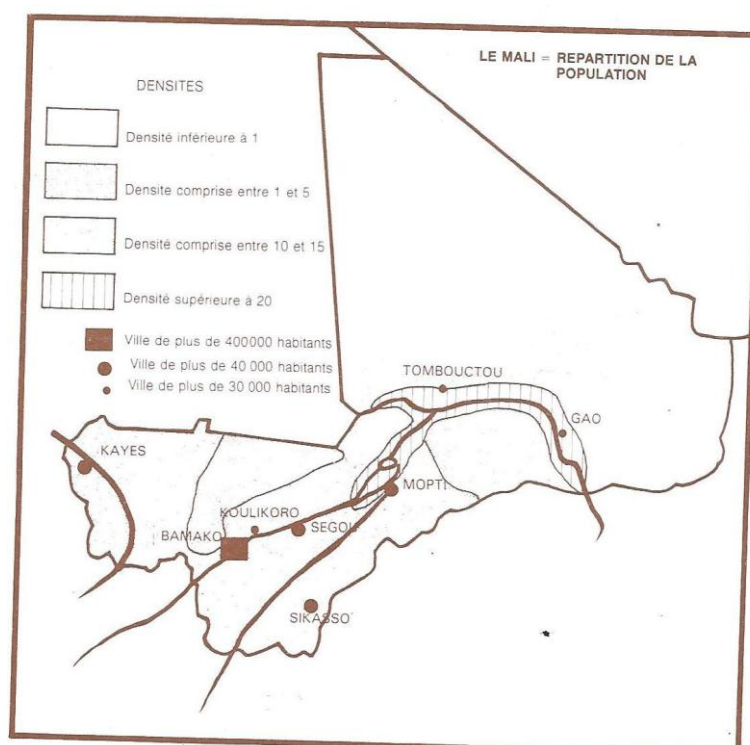 LE MALI = REPARTITION DE LA
POPULATION
DENSITES
Densité inférieure à 1
Densite comprise entre 1 et 5
Densité comprise entre 10 et 15
Densité supérieure à 20
Ville de plus de 400000 habitants
Ville de plus de 40 000 habitants
Ville de plus de 30 000 habitants
TOMBOUCTOU
GAO
KAYES
MOPTI
KOULIKORO
SEGOU
BAMAKO
SIKASSO